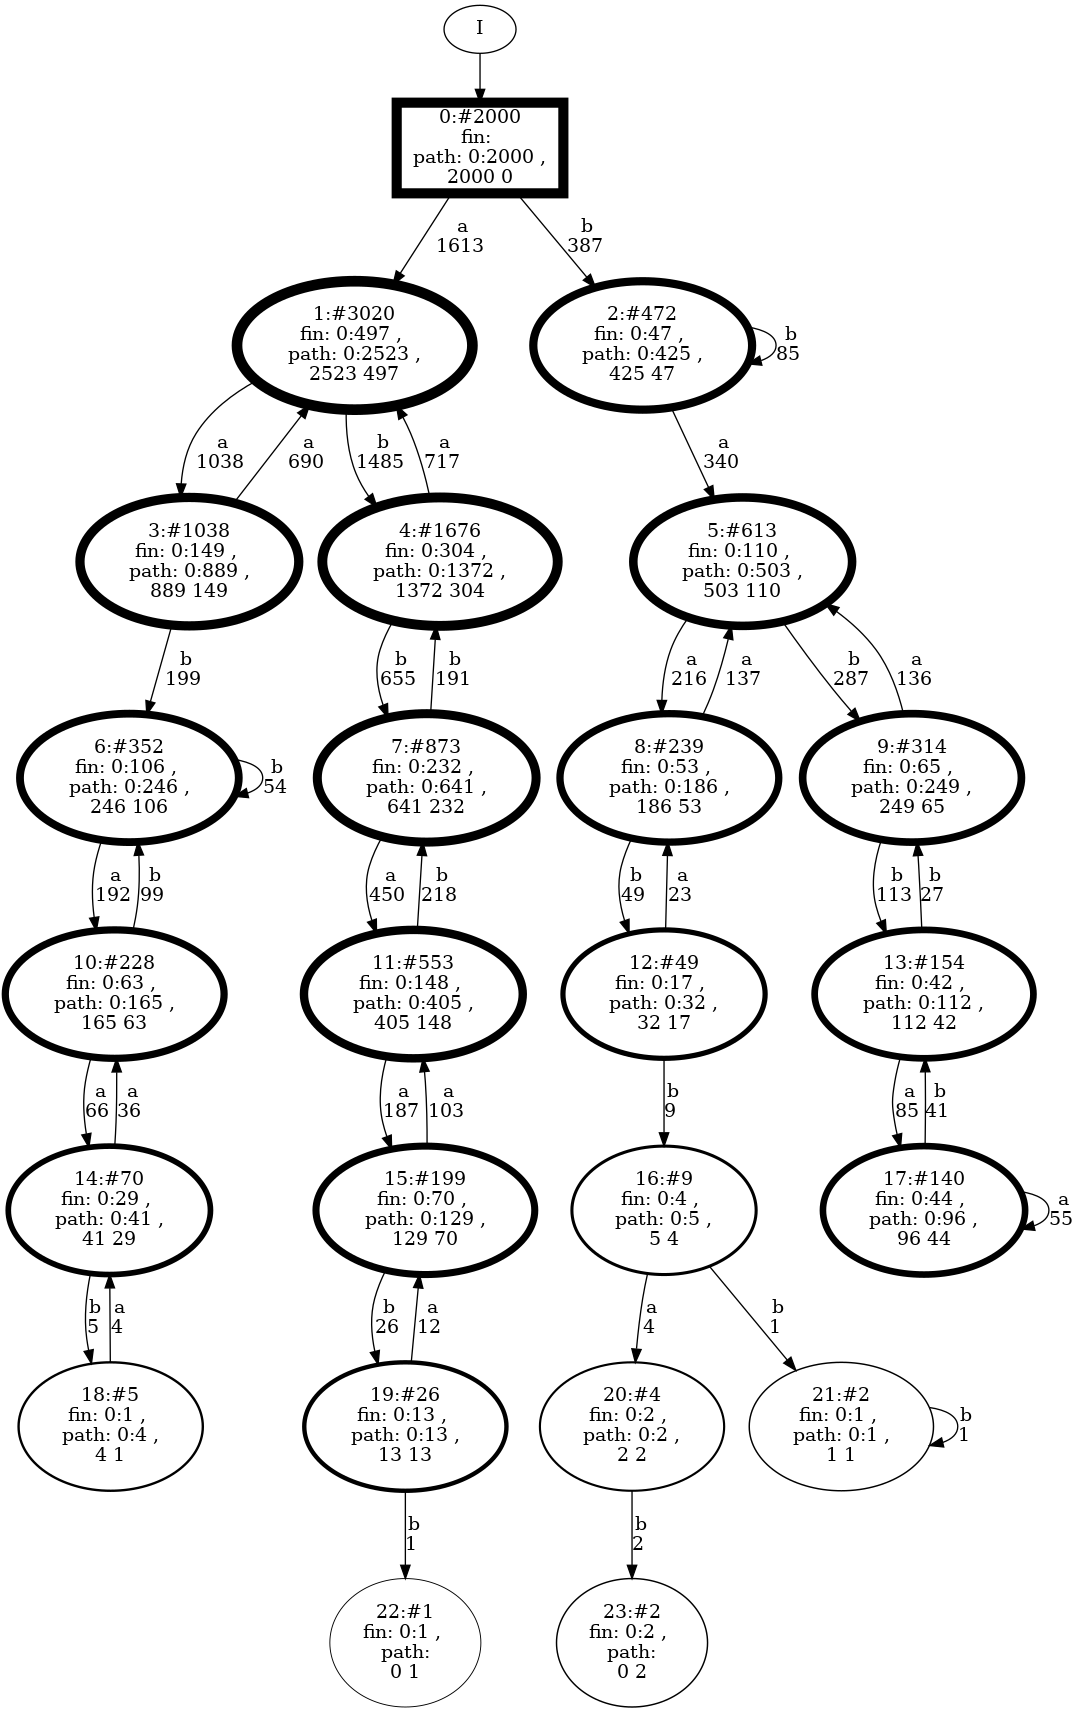 I
0:#2000
fin:
path: 0:2000 ,
2000 0
a
1613
b
387
1:#3020
fin: 0:497 ,
path: 0:2523 ,
2523 497
2:#472
fin: 0:47 ,
path: 0:425 ,
425 47
b
85
a
1038
a
690
b
1485
a
717
a
340
3:#1038
fin: 0:149 ,
path: 0:889 ,
889 149
4:#1676
fin: 0:304 ,
path: 0:1372 ,
1372 304
5:#613
fin: 0:110 ,
path: 0:503 ,
503 110
b
199
b
655
b
191
a
216
a
137
b
287
a
136
6:#352
fin: 0:106 ,
path: 0:246 ,
246 106
b
54
7:#873
fin: 0:232 ,
path: 0:641 ,
641 232
8:#239
fin: 0:53 ,
path: 0:186 ,
186 53
9:#314
fin: 0:65 ,
path: 0:249 ,
249 65
a
192
b
99
a
450
b
218
b
49
a
23
b
113
b
27
10:#228
fin: 0:63 ,
path: 0:165 ,
165 63
11:#553
fin: 0:148 ,
path: 0:405 ,
405 148
12:#49
fin: 0:17 ,
path: 0:32 ,
32 17
13:#154
fin: 0:42 ,
path: 0:112 ,
112 42
a
66
a
36
a
187
a
103
b
9
a
85
b
41
14:#70
fin: 0:29 ,
path: 0:41 ,
41 29
15:#199
fin: 0:70 ,
path: 0:129 ,
129 70
16:#9
fin: 0:4 ,
path: 0:5 ,
5 4
17:#140
fin: 0:44 ,
path: 0:96 ,
96 44
a
55
b
5
a
4
b
26
a
12
a
4
b
1
18:#5
fin: 0:1 ,
path: 0:4 ,
4 1
19:#26
fin: 0:13 ,
path: 0:13 ,
13 13
20:#4
fin: 0:2 ,
path: 0:2 ,
2 2
21:#2
fin: 0:1 ,
path: 0:1 ,
1 1
b
1
b
1
b
2
22:#1
fin: 0:1 ,
path:
0 1
23:#2
fin: 0:2 ,
path:
0 2